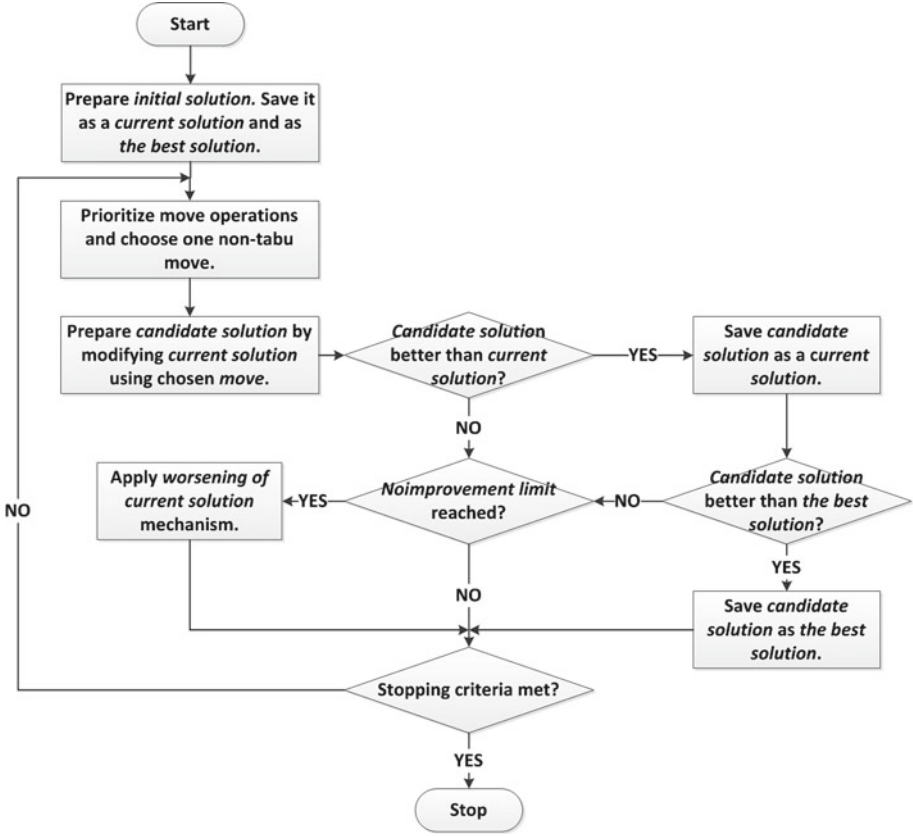 Start
Prepare initial solution. Save it
as a current solution and as
the best solution.
Prioritize move operations
and choose one non-tabu
move.
Prepare candidate solution by
modifying current solution
using chosen move.
Candidate solution
better than current
solution?
YES
Save candidate
solution as a current
solution.
NO
Apply worsening of
current solution
mechanism.
YES
Noimprovement limit
reached?
NO
Candidate solution
better than the best
solution?
NO
YES
NO
Save candidate
solution as the best
solution.
Stopping criteria met?
YES
Stop